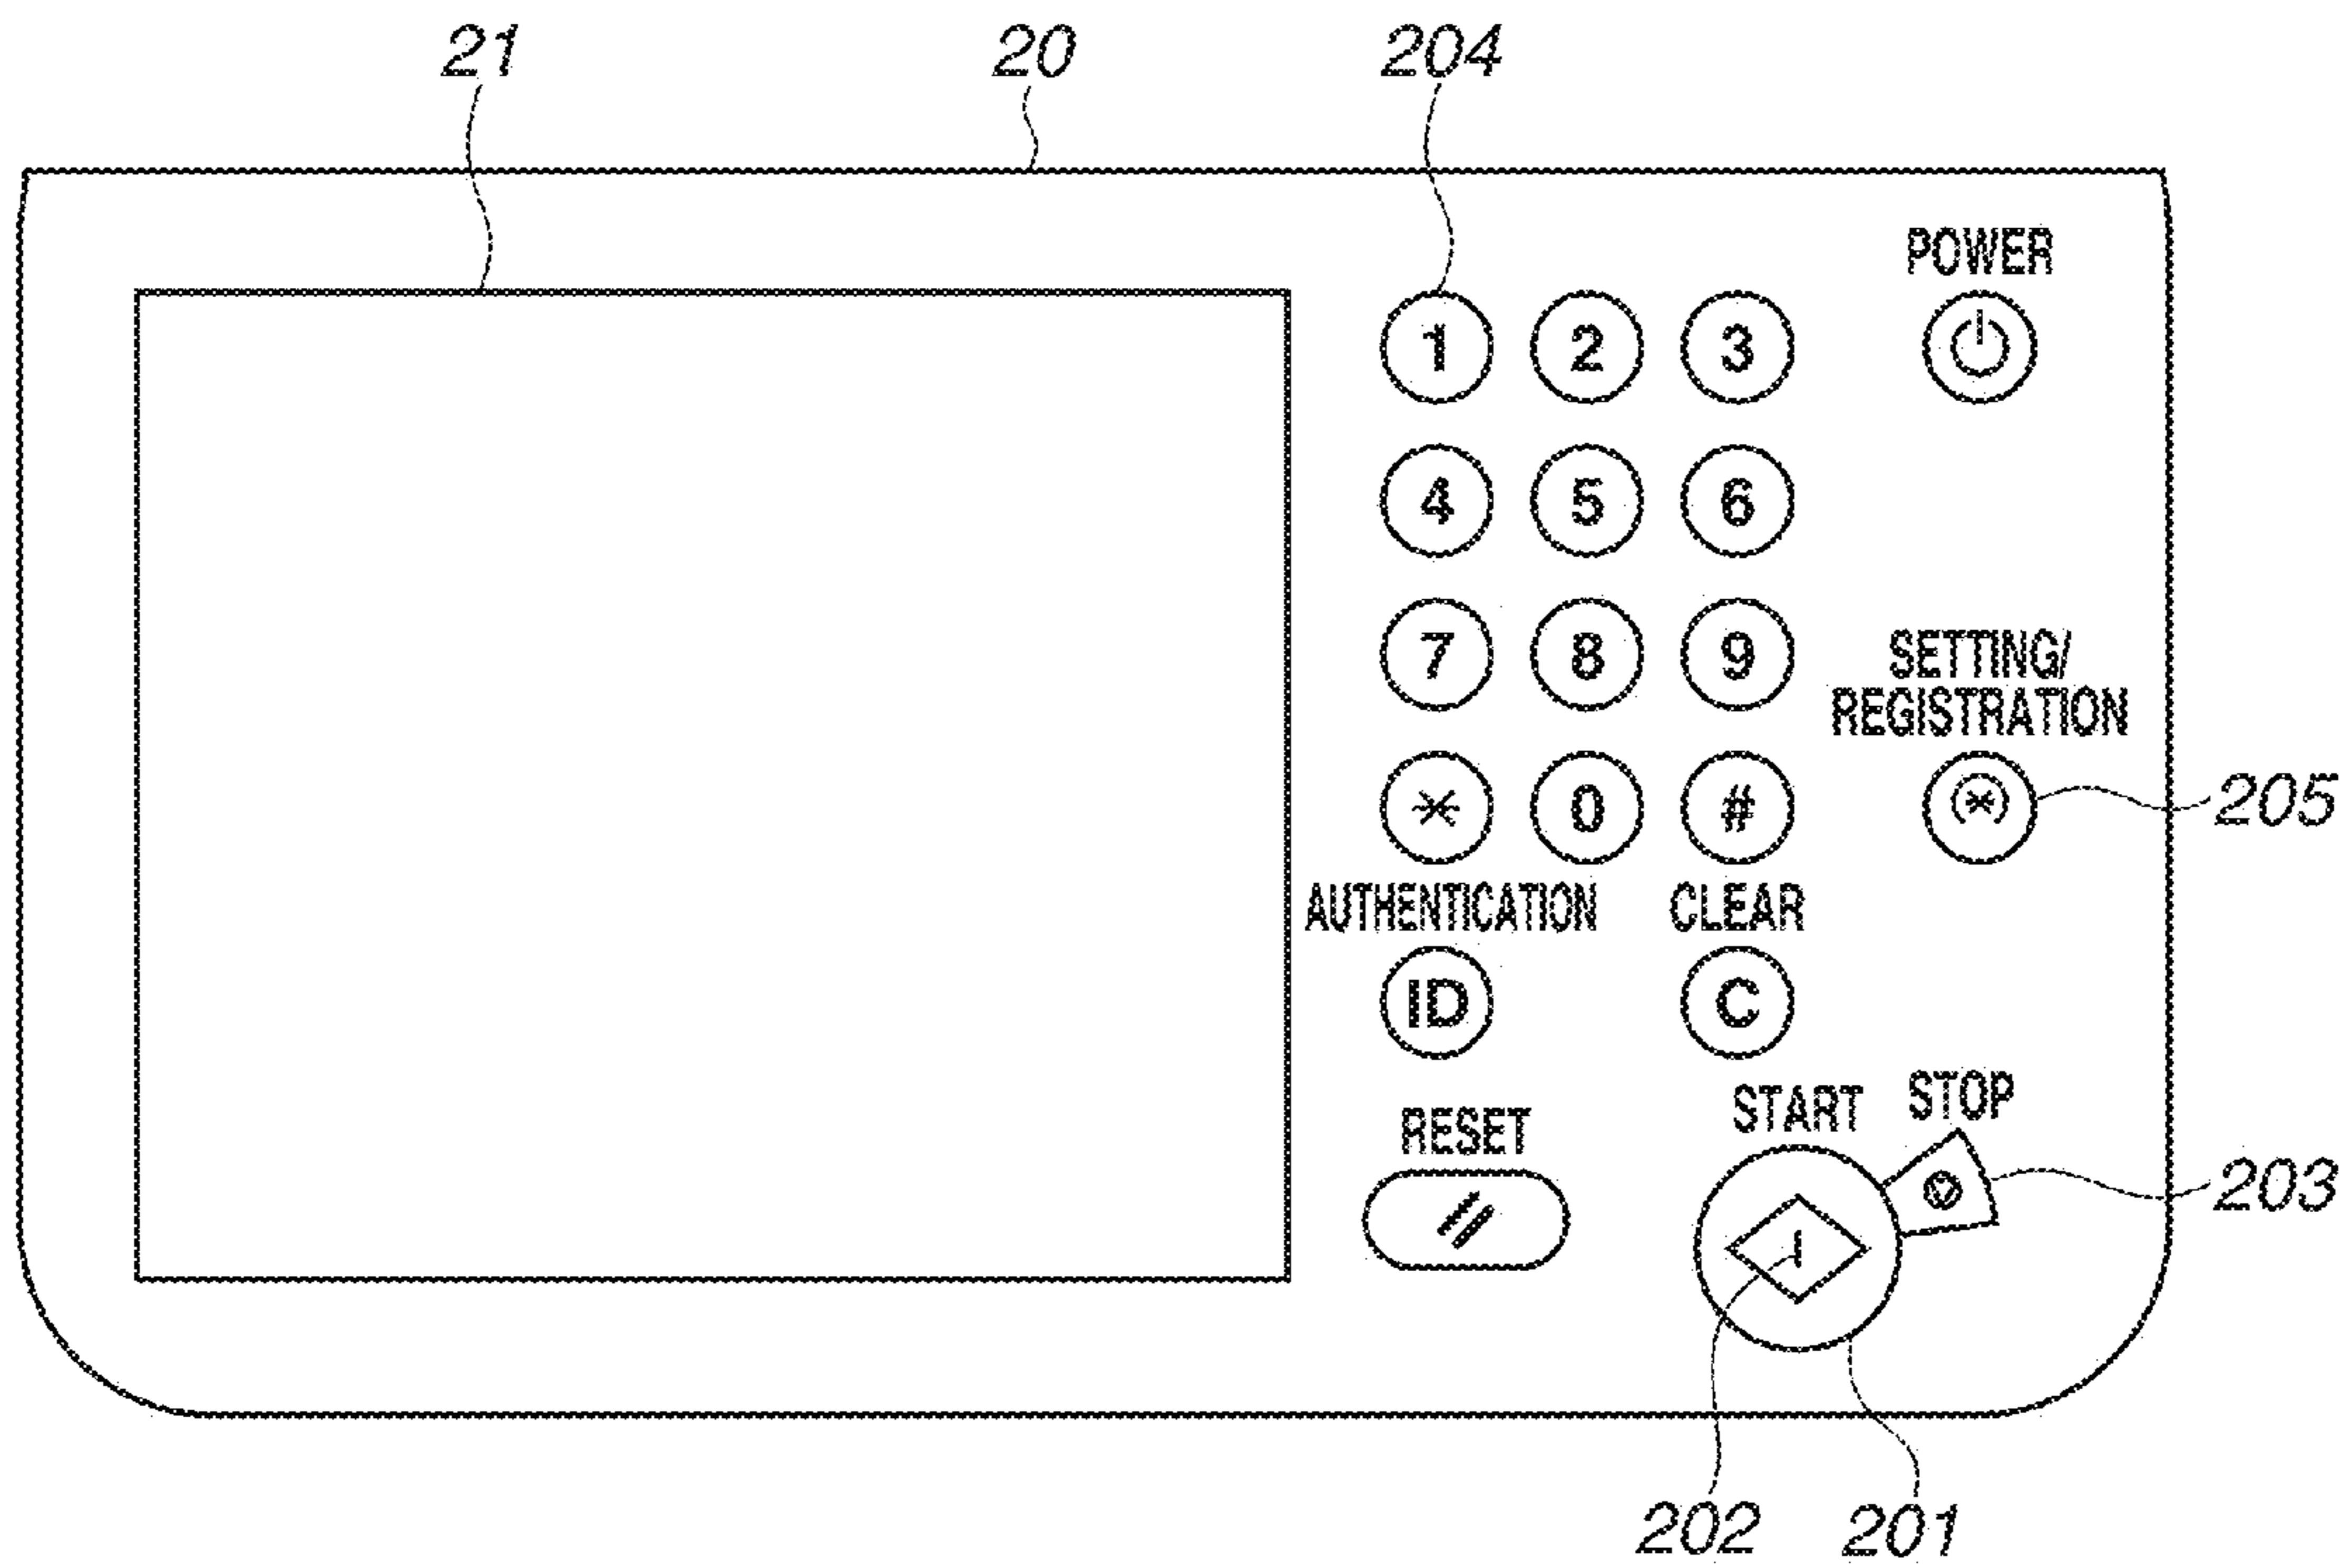 21 20 204
POWER
1 2 3
4 5 6
7 8 9
SETTING/
REGISTRATION
* 0 #
205
AUTHENTICATION CLEAR
ID C
RESET START STOP
203
202 201